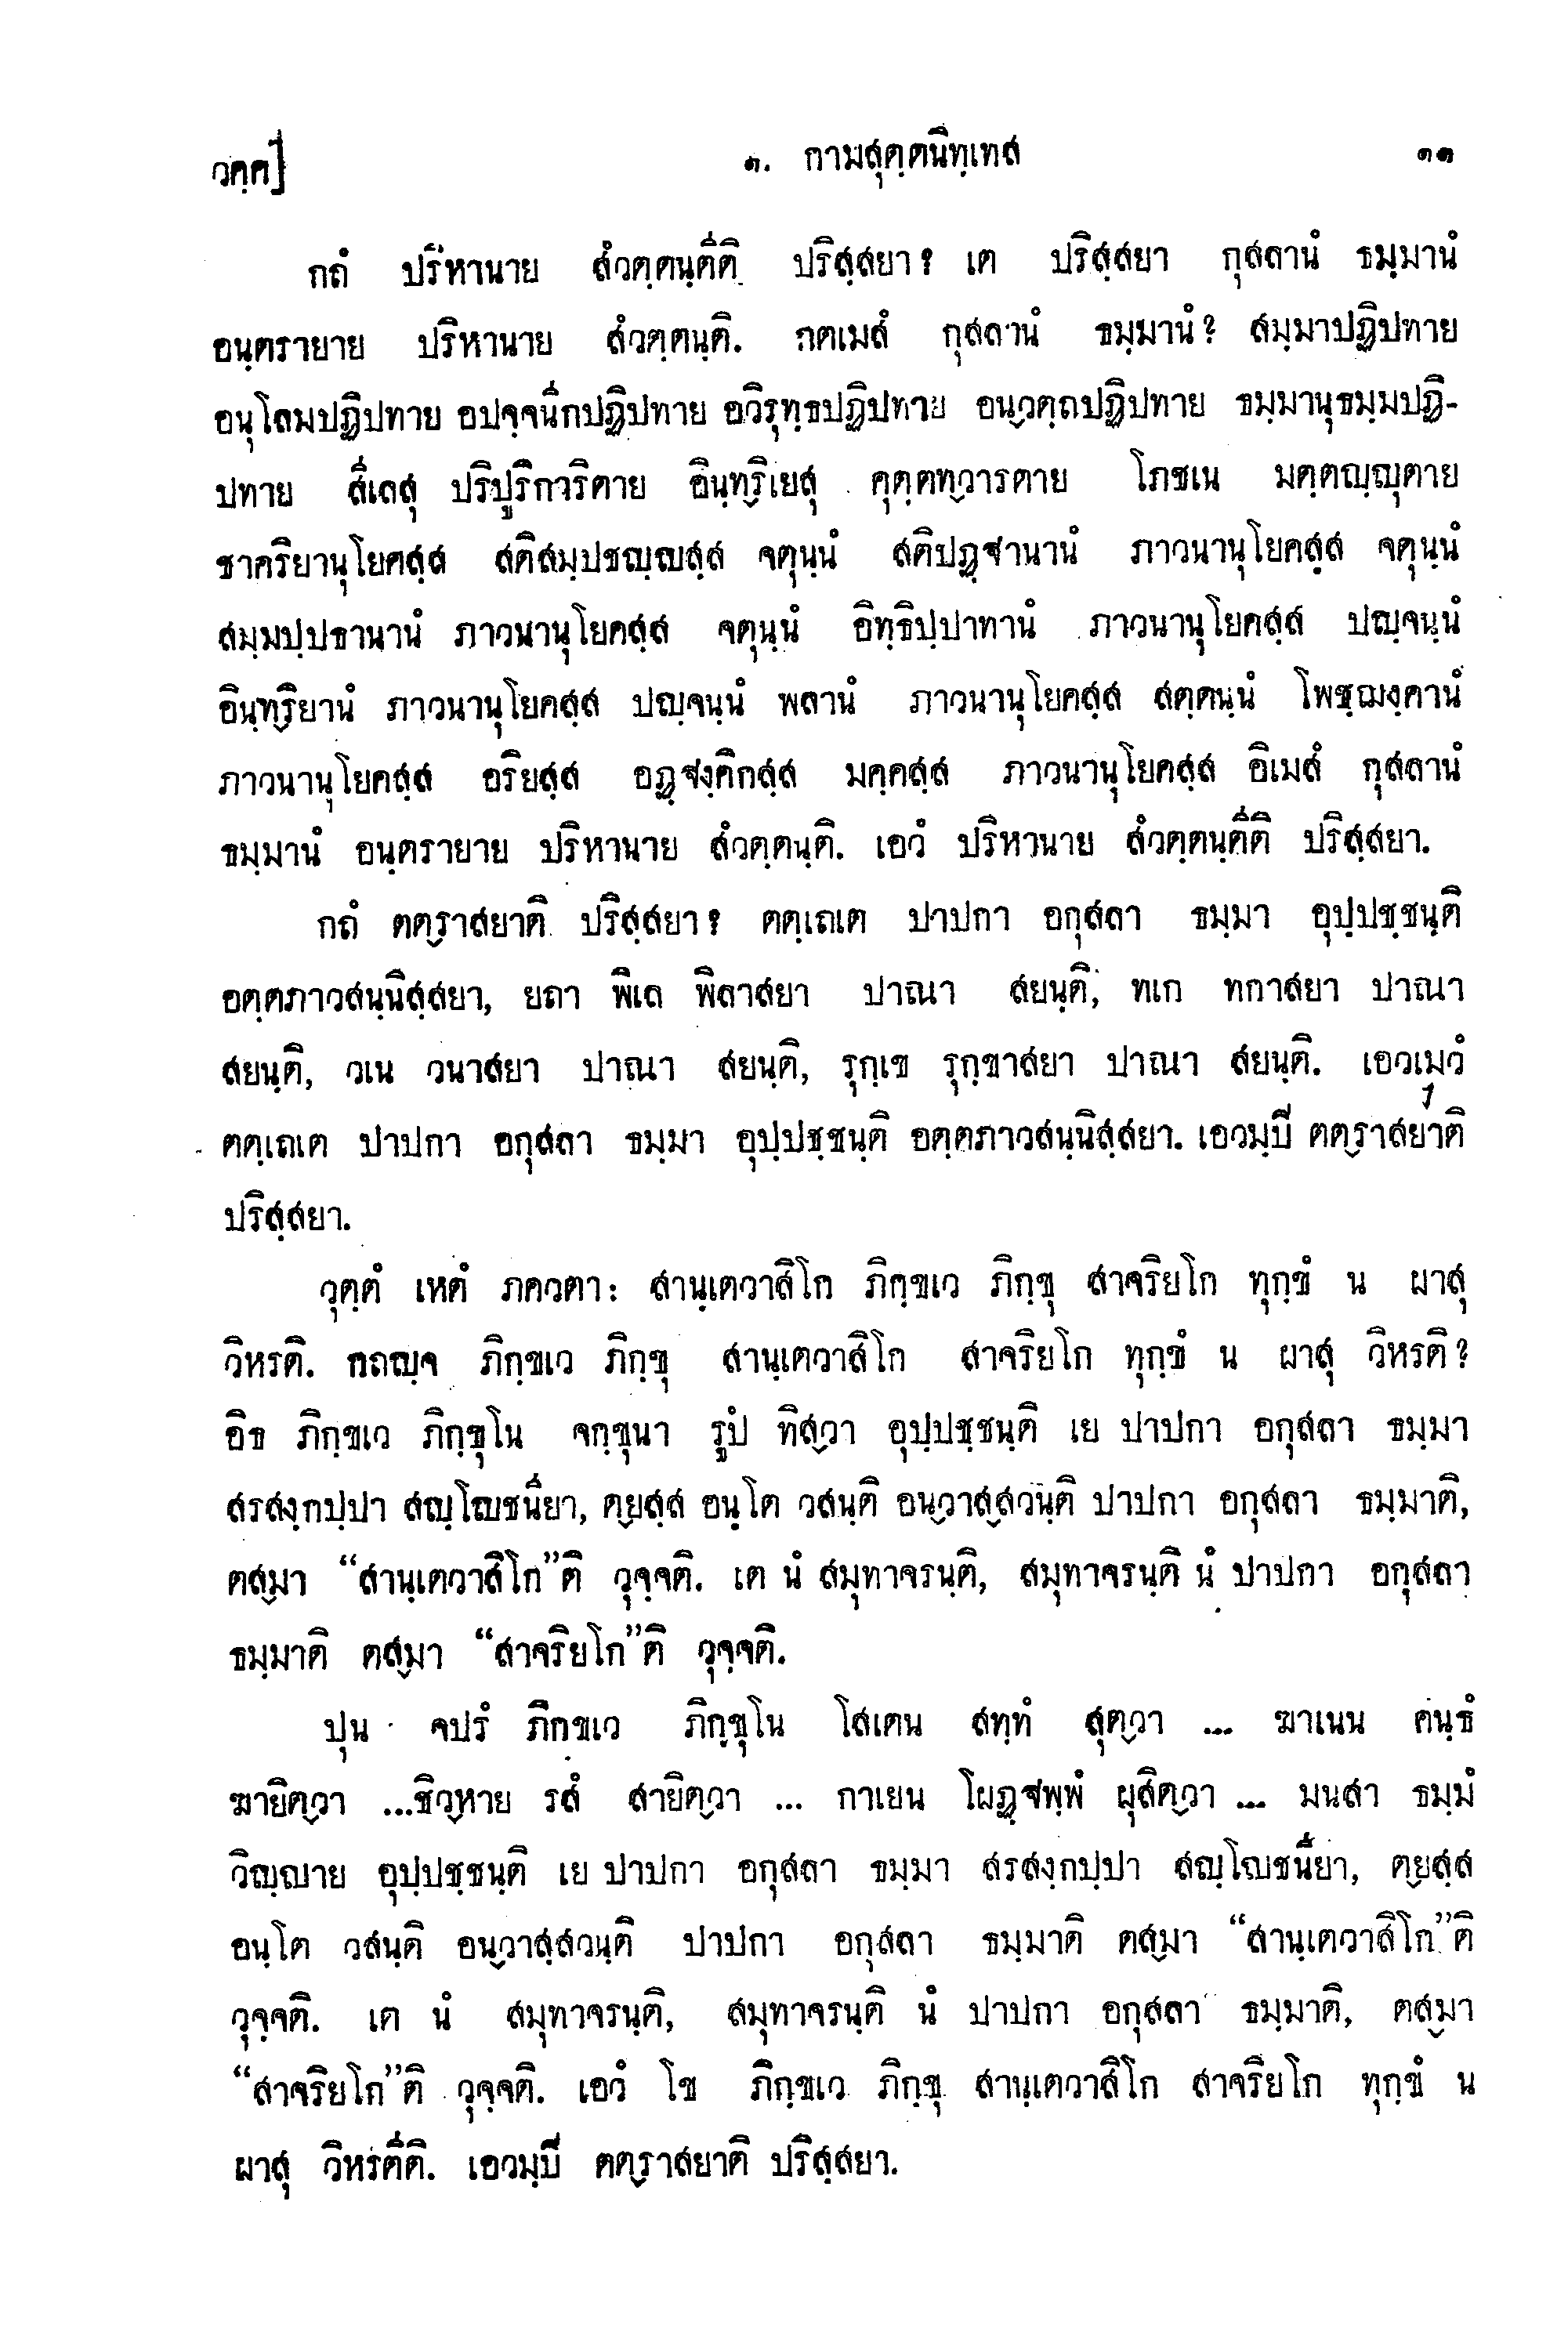 วคฺค] ๑. กามสุตฺตนิทฺเทส ๑๑
กถํ ปริหานาย สํวตฺตนฺตีติ ปริสฺสยา? เต ปริสฺสยา กุสลานํ ธมฺมานํ
อนฺตรายาย ปริหานาย สํวตฺตนฺติ. กตเมสํ กุสลานํ ธมฺมานํ? สมฺมาปฏิปทาย
อนุโลมปฏิปทาย อปจฺจนีกปฏิปทาย อวิรุทฺธปฏิปทาย อนฺวตฺถปฏิปทาย ธมฺมานุธมฺมปฏิ-
ปทาย สีเลสุ ปริปูริการิตาย อินฺทฺริเยสุ คุตฺตทฺวารตาย โภชเน มตฺตญฺญุตาย
ชาคริยานุโยคสฺส สติสมฺปชญฺญสฺส จตุนฺนํ สติปฏฺฐานานํ ภาวนานุโยคสฺส จตุนฺนํ
สมฺมปฺปธานานํ ภาวนานุโยคสฺส จตุนฺนํ อิทฺธิปฺปาทานํ ภาวนานุโยคสฺส ปญฺจนฺนํ
อินฺทฺริยานํ ภาวนานุโยคสฺส ปญฺจนฺนํ พลานํ ภาวนานุโยคสฺส สตฺตนฺนํ โพชฺฌงฺคานํ
ภาวนานุโยคสฺส อริยสฺส อฏฺฐงฺคิกสฺส มคฺคสฺส ภาวนานุโยคสฺส อิเมสํ กุสลานํ
ธมฺมานํ อนฺตรายาย ปริหานาย สํวตฺตนฺติ. เอวํ ปริหานาย สํวตฺตนฺตีติ ปริสฺสยา.
กถํ ตตฺราสยาติ ปริสฺสยา? ตตฺเถเต ปาปกา อกุสลา ธมฺมา อุปฺปชฺชนฺติ
อตฺตภาวสนฺนิสฺสยา, ยถา พิเล พิลาสยา ปาณา สยนฺติ, ทเก ทกาสยา ปาณา
สยนฺติ, วเน วนาสยา ปาณา สยนฺติ, รุกฺเข รุกฺขาสยา ปาณา สยนฺติ. เอวเมวํ
ตตฺเถเต ปาปกา อกุสลา ธมฺมา อุปฺปชฺชนฺติ อตฺตภาวสนฺนิสฺสยา. เอวมฺปี ตตฺราสยาติ
ปริสฺสยา.
วุตฺตํ เหตํ ภควตา: สานฺเตวาสิโก ภิกฺขเว ภิกฺขุ สาจริยโก ทุกฺขํ น ผาสุ
วิหรติ. กถญฺจ ภิกฺขเว ภิกฺขุ สานฺเตวาสิโก สาจริยโก ทุกฺขํ น ผาสุ วิหรติ?
อิธ ภิกฺขเว ภิกฺขุโน จกฺขุนา รูปํ ทิสฺวา อุปฺปชฺชนฺติ เย ปาปกา อกุสลา ธมฺมา
สรสงฺกปฺปา สญฺโญชนียา, ตฺยสฺส อนฺโต วสนฺติ อนฺวาสฺสวนฺติ ปาปกา อกุสลา ธมฺมาติ,
ตสฺมา “สานฺเตวาสิโก”ติ วุจฺจติ. เต นํ สมุทาจรนฺติ, สมุทาจรนฺติ นํ ปาปกา อกุสลา
ธมฺมาติ ตสฺมา “สาจริยโก”ติ วุจฺจติ.
ปุน จปรํ ภิกฺขเว ภิกฺขุโน โสเตน สทฺทํ สุตฺวา ... ฆาเนน คนฺธํ
ฆายิตฺวา ...ชิวฺหาย รสํ สายิตฺวา ... กาเยน โผฏฺฐพฺพํ ผุสิตฺวา ... มนสา ธมฺมํ
วิญฺญาย อุปฺปชฺชนฺติ เย ปาปกา อกุสลา ธมฺมา สรสงฺกปฺปา สญฺโญชนียา, ตฺยสฺส
อนฺโต วสนฺติ อนฺวาสฺสวนฺติ ปาปกา อกุสลา ธมฺมาติ ตสฺมา “สานฺเตวาสิโก”ติ
วุจฺจติ. เต นํ สมุทาจรนฺติ, สมุทาจรนฺติ นํ ปาปกา อกุสลา ธมฺมาติ, ตสฺมา
“สาจริยโก”ติ วุจฺจติ. เอวํ โข ภิกฺขเว ภิกฺขุ สานฺเตวาสิโก สาจริยโก ทุกฺขํ น
ผาสุ วิหรตีติ. เอวมฺปี ตตฺราสยาติ ปริสฺสยา.